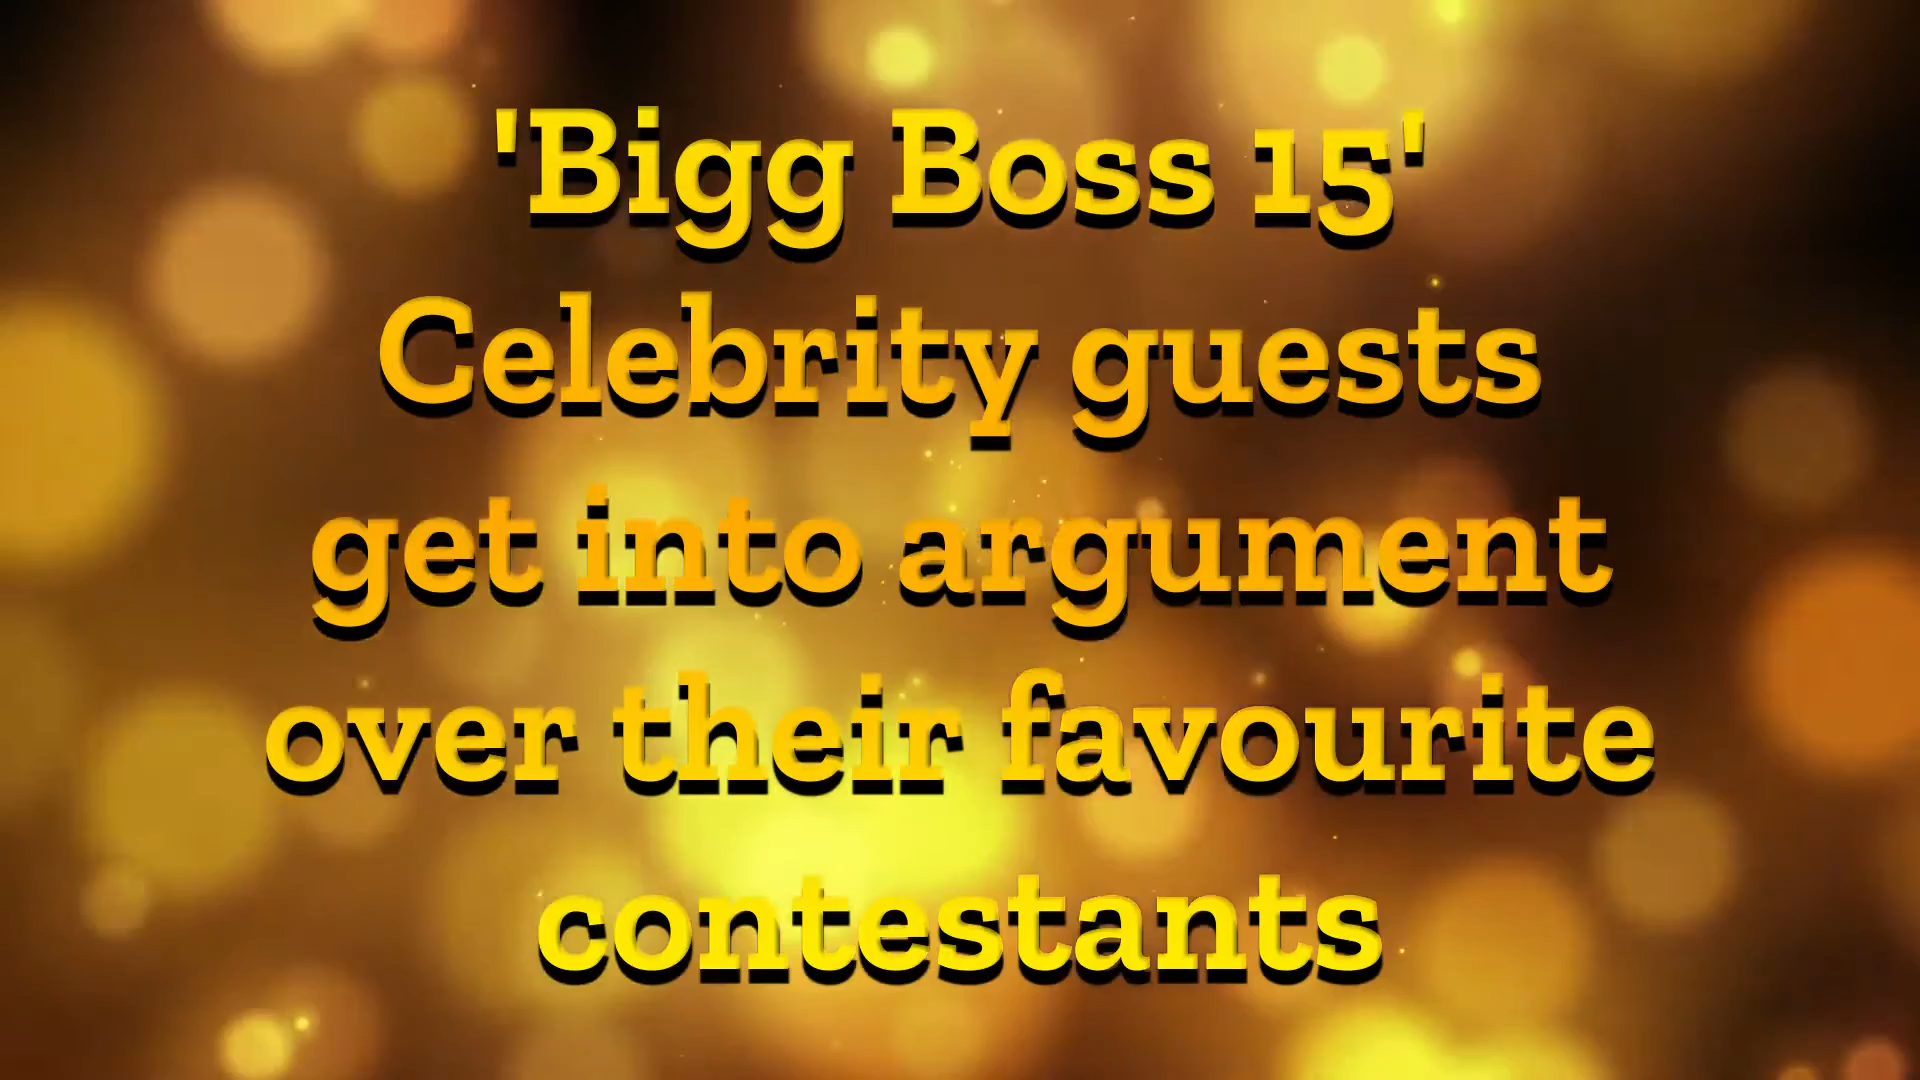 'Bigg Boss 15'
Celebrity guests
get into argument
over their favourite
contestants